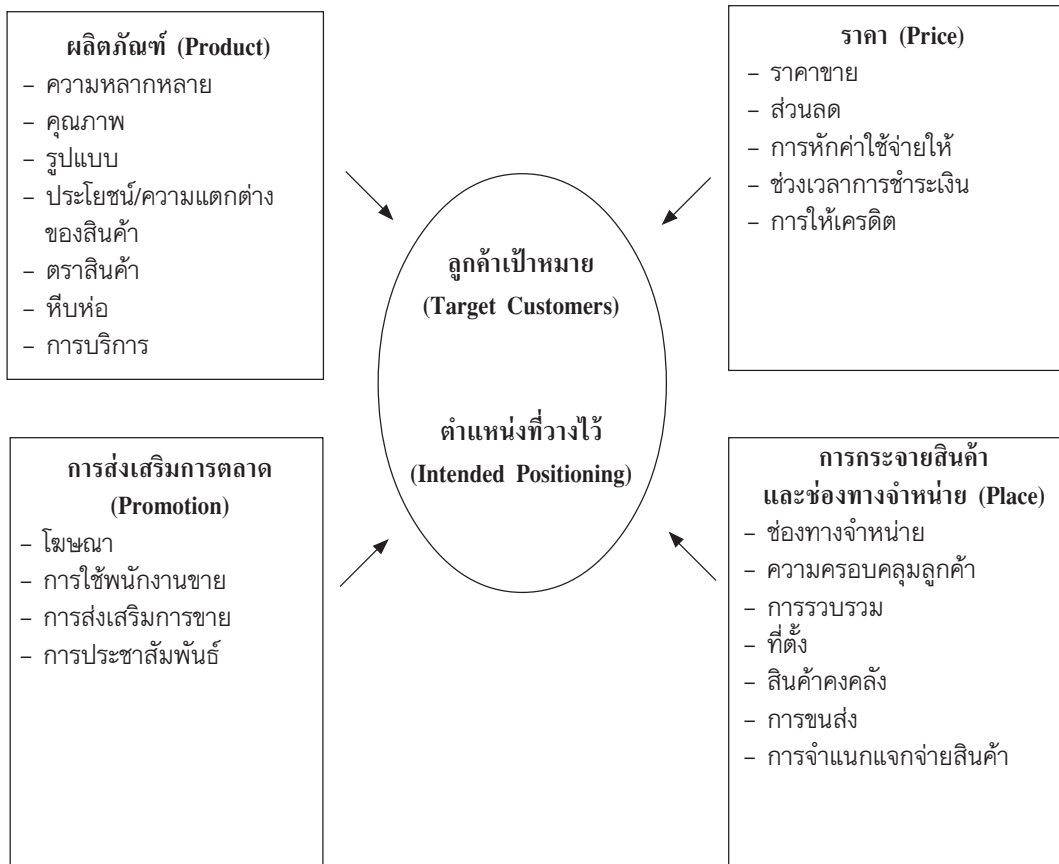 ผลิตภัณฑ์ (Product)
– ความหลากหลาย
– คุณภาพ
– รูปแบบ
– ประโยชน์/ความแตกต่าง
ของสินค้า
– ตราสินค้า
– หีบห่อ
– การบริการ
ราคา (Price)
– ราคาขาย
– ส่วนลด
– การหักค่าใช้จ่ายให้
– ช่วงเวลาการชำระเงิน
– การให้เครดิต
ลูกค้าเป้าหมาย
(Target Customers)
ตำแหน่งที่วางไว้
(Intended Positioning)
การส่งเสริมการตลาด
(Promotion)
– โฆษณา
– การใช้พนักงานขาย
– การส่งเสริมการขาย
– การประชาสัมพันธ์
การกระจายสินค้า
และช่องทางจำหน่าย (Place)
– ช่องทางจำหน่าย
– ความครอบคลุมลูกค้า
– การรวบรวม
– ที่ตั้ง
– สินค้าคงคลัง
– การขนส่ง
– การจำแนกแจกจ่ายสินค้า